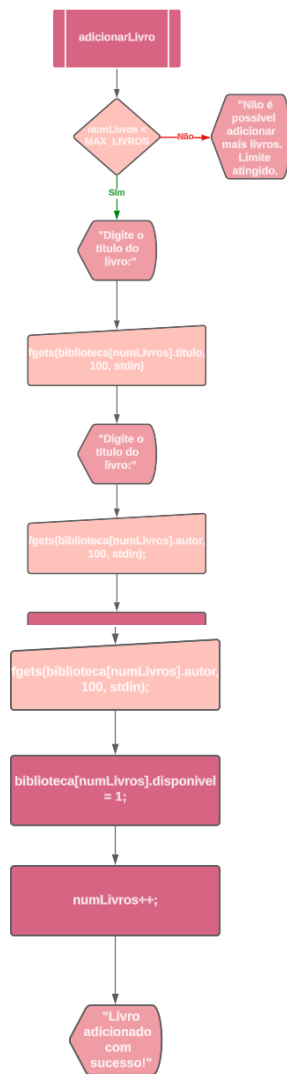 adicionarLivro
numLivros <
MAX_LIVROS
Não
"Não é
possível
adicionar
mais livros.
Limite
atingido.
Sim
"Digite o
título do
livro:"
fgets(biblioteca[numLivros].titulo,
100, stdin)
"Digite o
título do
livro:"
fgets(biblioteca[numLivros].autor,
100, stdin);
fgets(biblioteca[numLivros].autor,
100, stdin);
biblioteca[numLivros].disponivel
= 1;
numLivros++;
"Livro
adicionado
com
sucesso!"